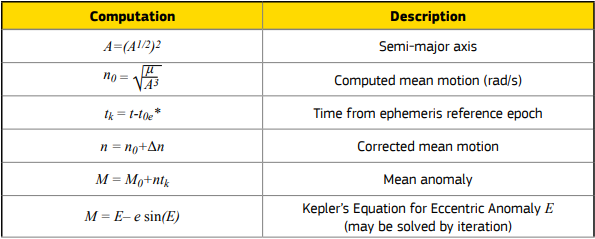 Computation Description
A=(A^{1/2})^2 Semi-major axis
n_0 = \sqrt{\frac{μ}{A^3}} Computed mean motion (rad/s)
t_k = t-t_{0e}* Time from ephemeris reference epoch
n = n_0+Δn Corrected mean motion
M = M_0+nt_k Mean anomaly
M = E– e sin(E) Kepler's Equation for Eccentric Anomaly E
(may be solved by iteration)